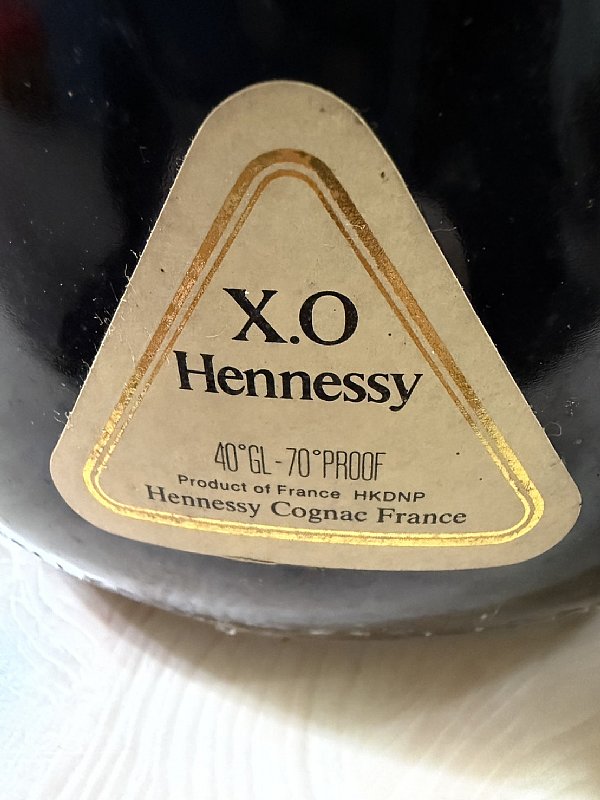 X.O
Hennessy
40°GL-70°PROOF
Product of France HKDNP
Hennessy Cognac France